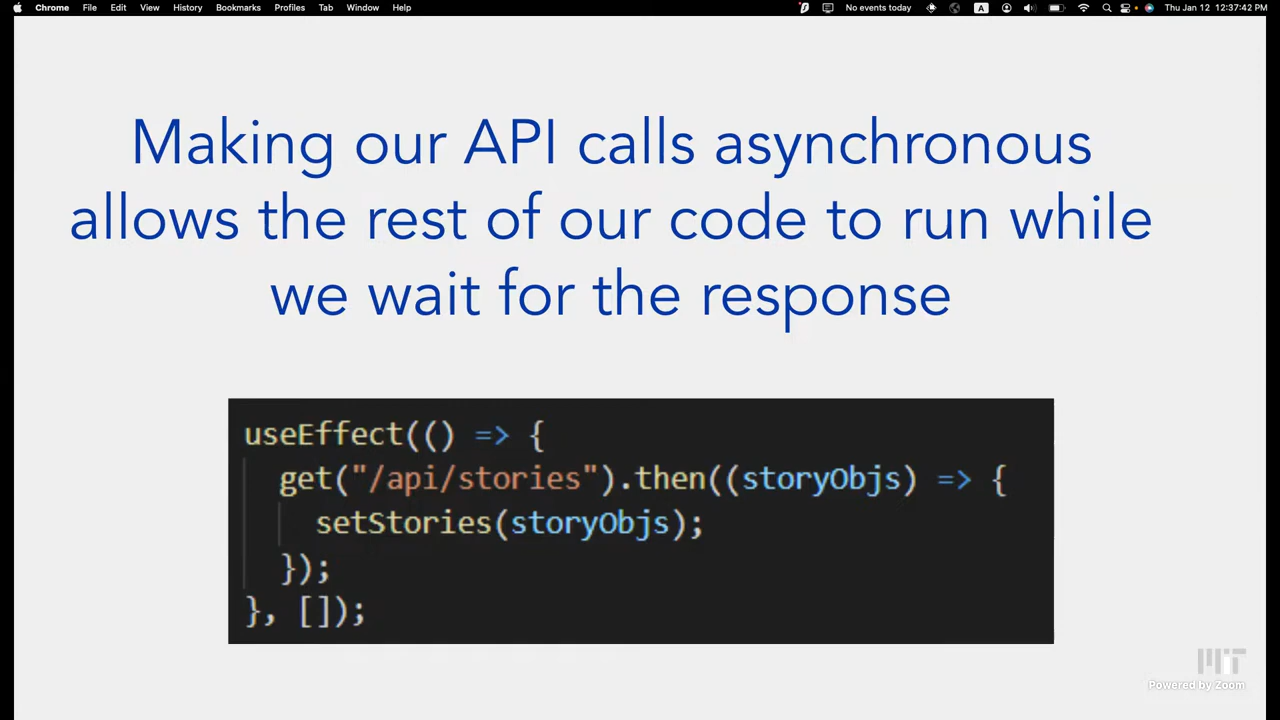 Chrome File Edit View History Bookmarks Profiles Tab Window Help No events today A Thu Jan 12 12:37:42 PM
Making our API calls asynchronous
allows the rest of our code to run while
we wait for the response
useEffect(() => {
  get("/api/stories").then((storyObjs) => {
    setStories(storyObjs);
  });
}, []);
MIT
Powered by Zoom